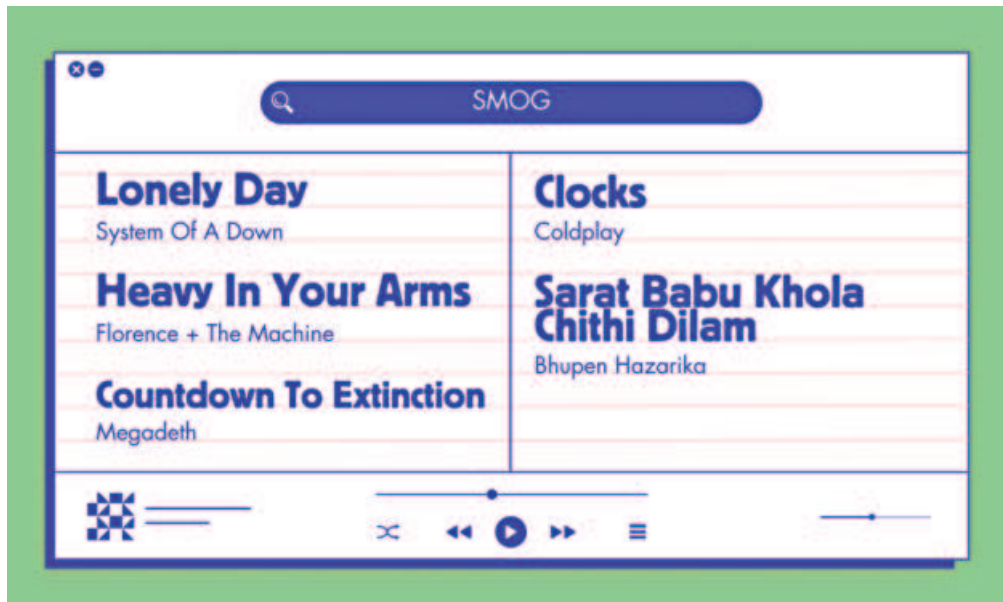 SMOG
Lonely Day
System Of A Down
Heavy In Your Arms
Florence + The Machine
Countdown To Extinction
Megadeth
Clocks
Coldplay
Sarat Babu Khola
Chithi Dilam
Bhupen Hazarika